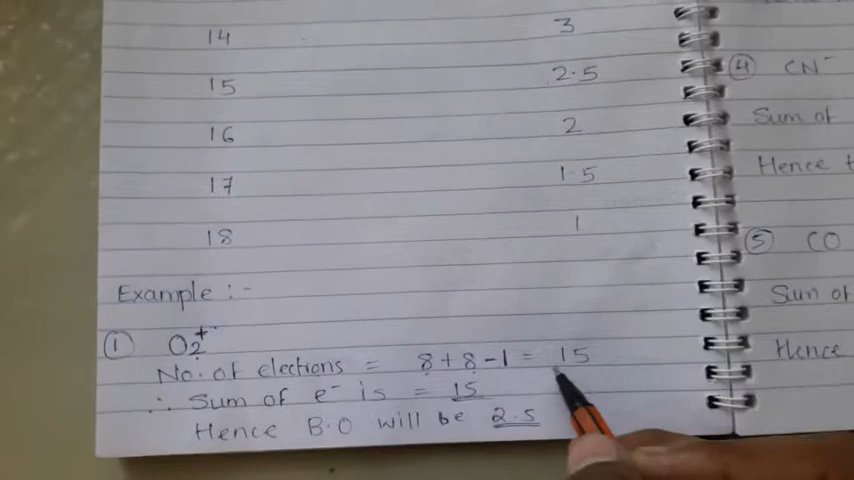 14 3
15 2.5
16 2
17 1.5
18 1
Example :-
① O₂⁺
No. of electrons = 8+8-1 = 15
∴ Sum of e⁻ is = 15
Hence B.O will be 2.5
④ CN⁻
Sum of
Hence
⑤ CO
Sum of
Hence